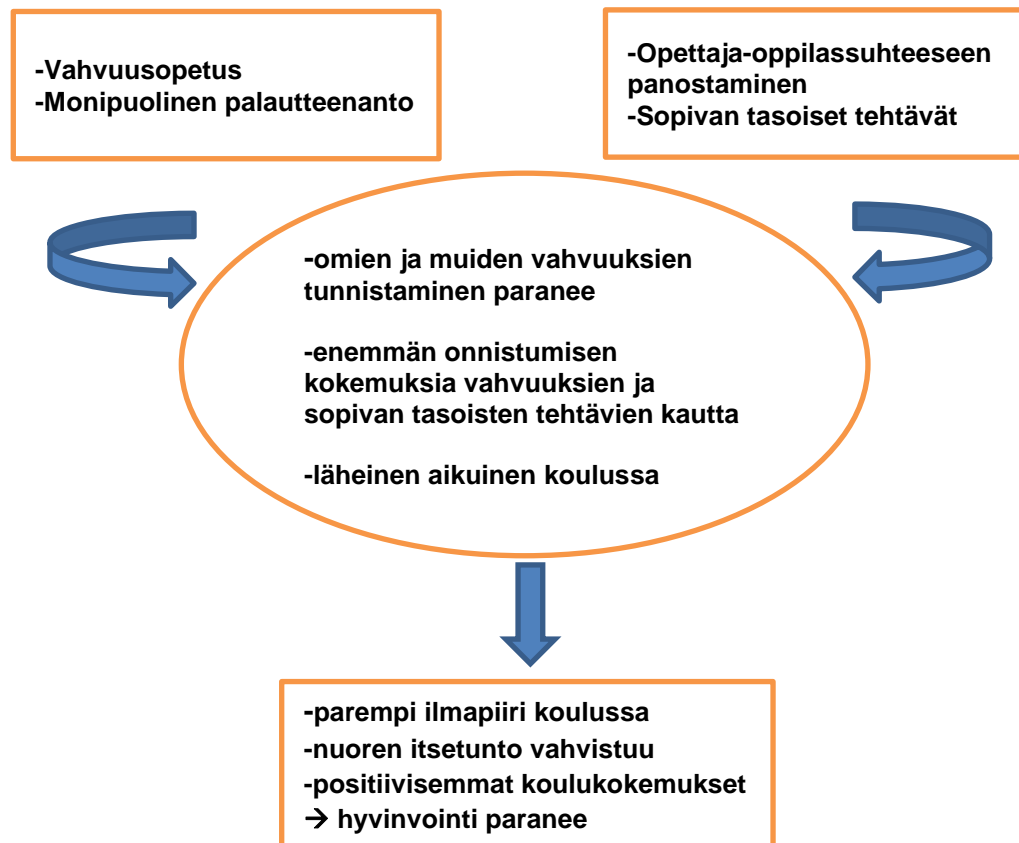 -Vahvuusopetus
-Monipuolinen palautteenanto
-Opettaja-oppilassuhteeseen
panostaminen
-Sopivan tasoiset tehtävät
-omien ja muiden vahvuuksien
tunnistaminen paranee
-enemmän onnistumisen
kokemuksia vahvuuksien ja
sopivan tasoisten tehtävien kautta
-läheinen aikuinen koulussa
-parempi ilmapiiri koulussa
-nuoren itsetunto vahvistuu
-positiivisemmat koulukokemukset
→ hyvinvointi paranee